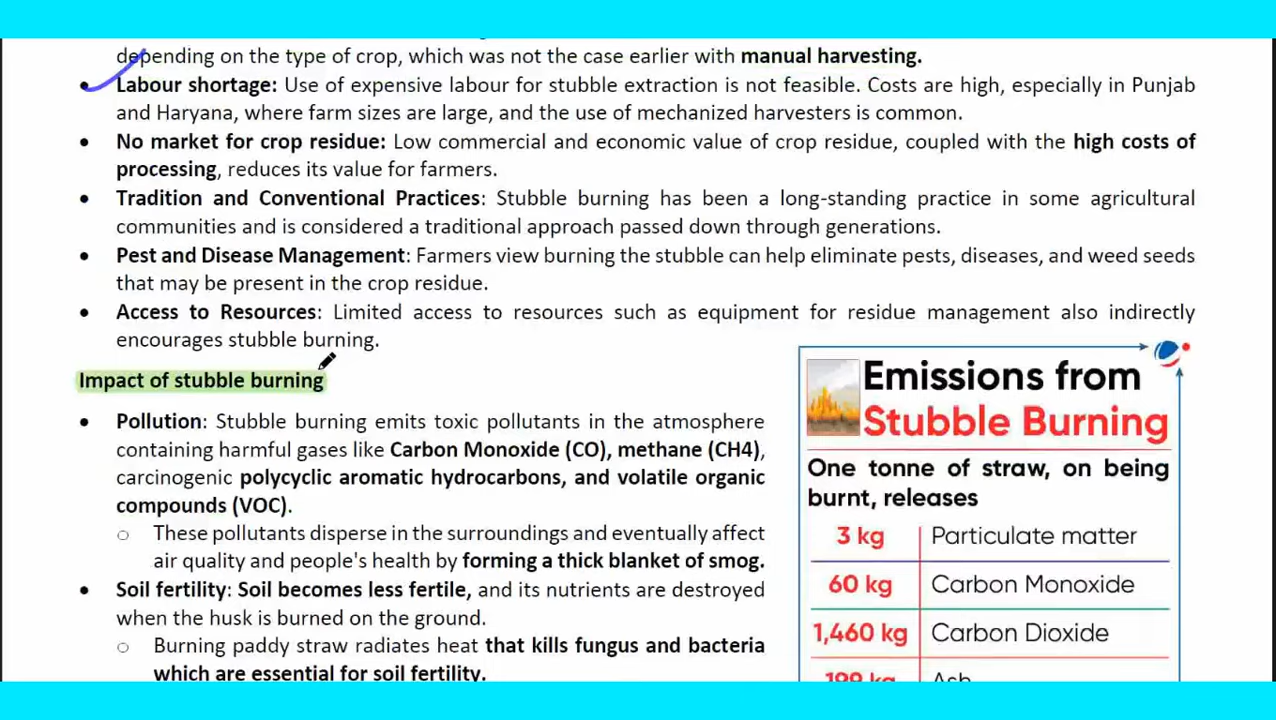 depending on the type of crop, which was not the case earlier with manual harvesting.
• Labour shortage: Use of expensive labour for stubble extraction is not feasible. Costs are high, especially in Punjab
and Haryana, where farm sizes are large, and the use of mechanized harvesters is common.
• No market for crop residue: Low commercial and economic value of crop residue, coupled with the high costs of
processing, reduces its value for farmers.
• Tradition and Conventional Practices: Stubble burning has been a long-standing practice in some agricultural
communities and is considered a traditional approach passed down through generations.
• Pest and Disease Management: Farmers view burning the stubble can help eliminate pests, diseases, and weed seeds
that may be present in the crop residue.
• Access to Resources: Limited access to resources such as equipment for residue management also indirectly
encourages stubble burning.
Impact of stubble burning
• Pollution: Stubble burning emits toxic pollutants in the atmosphere
containing harmful gases like Carbon Monoxide (CO), methane (CH4),
carcinogenic polycyclic aromatic hydrocarbons, and volatile organic
compounds (VOC).
o These pollutants disperse in the surroundings and eventually affect
air quality and people's health by forming a thick blanket of smog.
• Soil fertility: Soil becomes less fertile, and its nutrients are destroyed
when the husk is burned on the ground.
o Burning paddy straw radiates heat that kills fungus and bacteria
which are essential for soil fertility.
Emissions from
Stubble Burning
One tonne of straw, on being
burnt, releases
3 kg Particulate matter
60 kg Carbon Monoxide
1,460 kg Carbon Dioxide
199 kg Ash